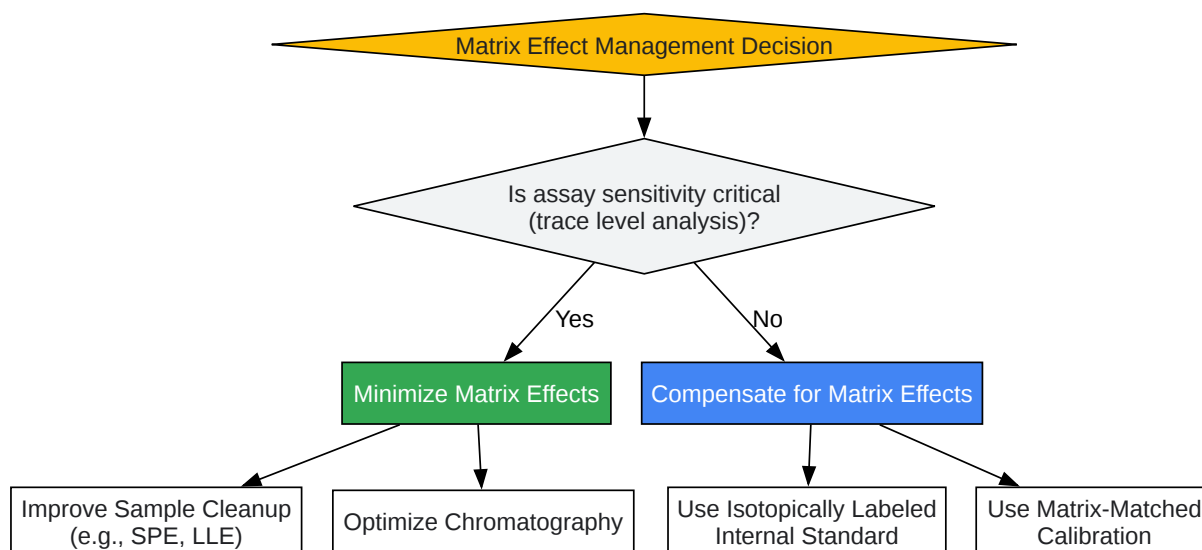 Matrix Effect Management Decision
Is assay sensitivity critical
(trace level analysis)?
Yes
No
Minimize Matrix Effects
Compensate for Matrix Effects
Improve Sample Cleanup
(e.g., SPE, LLE)
Optimize Chromatography
Use Isotopically Labeled
Internal Standard
Use Matrix-Matched
Calibration